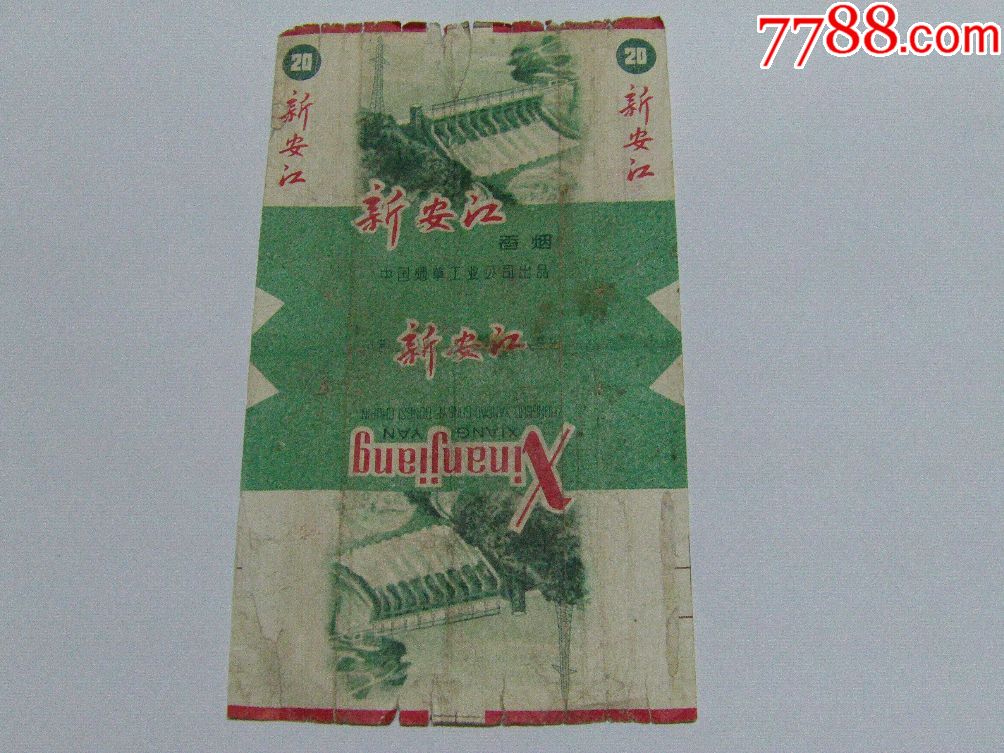 7788.com
20
20
新安江
新安江
新安江
香烟
中国烟草工业公司出品
新安江
XIANG YAN
Xinanjiang